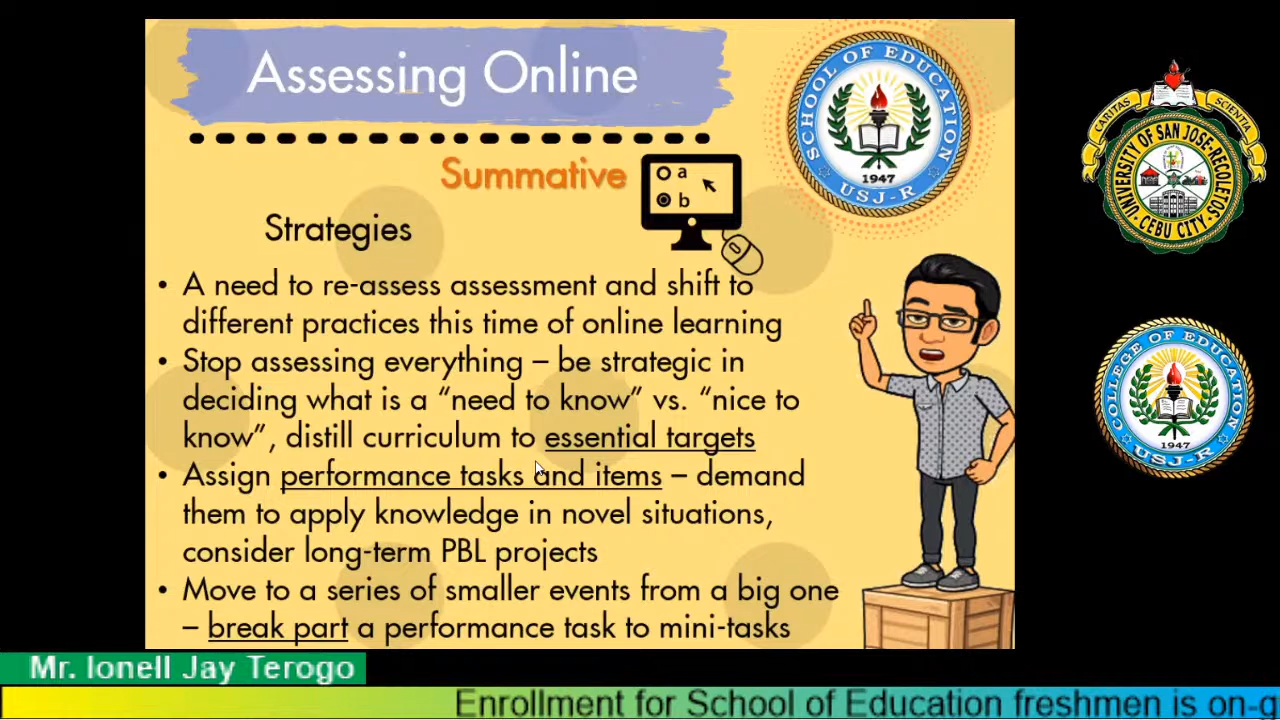 Assessing Online
SCHOOL OF EDUCATION
1947
USJ-R
CARITAS
SCIENTIA
UNIVERSITY OF SAN JOSE-RECOLETOS
CEBU CITY
Summative
a
b
Strategies
• A need to re-assess assessment and shift to
different practices this time of online learning
• Stop assessing everything – be strategic in
deciding what is a “need to know” vs. “nice to
know”, distill curriculum to essential targets
• Assign performance tasks and items – demand
them to apply knowledge in novel situations,
consider long-term PBL projects
• Move to a series of smaller events from a big one
– break part a performance task to mini-tasks
COLLEGE OF EDUCATION
1947
USJ-R
Mr. Ionell Jay Terogo
Enrollment for School of Education freshmen is on-g